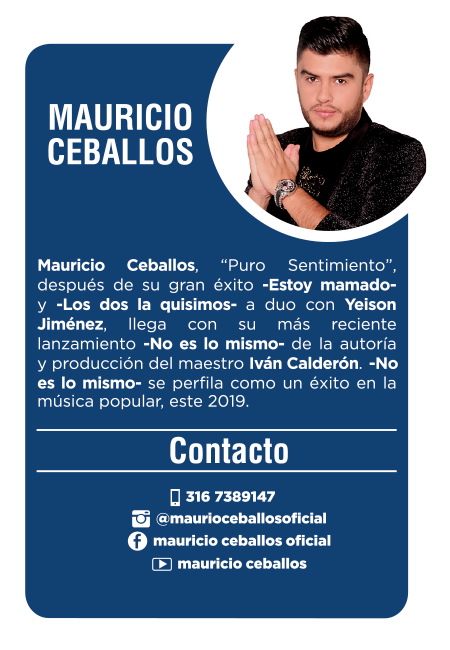 MAURICIO
CEBALLOS
Mauricio Ceballos, “Puro Sentimiento”,
después de su gran éxito -Estoy mamado-
y -Los dos la quisimos- a duo con Yeison
Jiménez, llega con su más reciente
lanzamiento -No es lo mismo- de la autoría
y producción del maestro Iván Calderón. -No
es lo mismo- se perfila como un éxito en la
música popular, este 2019.
Contacto
316 7389147
@maurioceballosoficial
mauricio ceballos oficial
mauricio ceballos